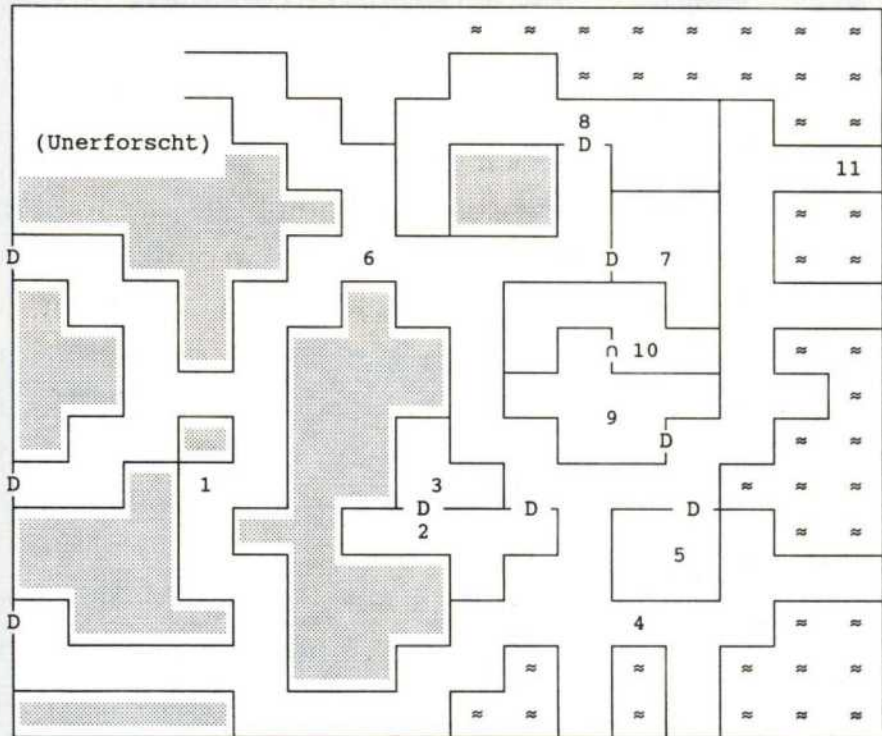 ≈ ≈ ≈ ≈ ≈ ≈ ≈ ≈
≈ ≈ ≈ ≈ ≈ ≈
8 ≈ ≈
(Unerforscht) D
11
≈ ≈
D 6 D 7 ≈ ≈
∩ 10 ≈ ≈
9 ≈
D ≈ ≈
D 1 3 ≈ ≈ ≈
D D D
2 ≈ ≈
5
D 4 ≈ ≈
≈ ≈ ≈ ≈ ≈
≈ ≈ ≈ ≈ ≈ ≈